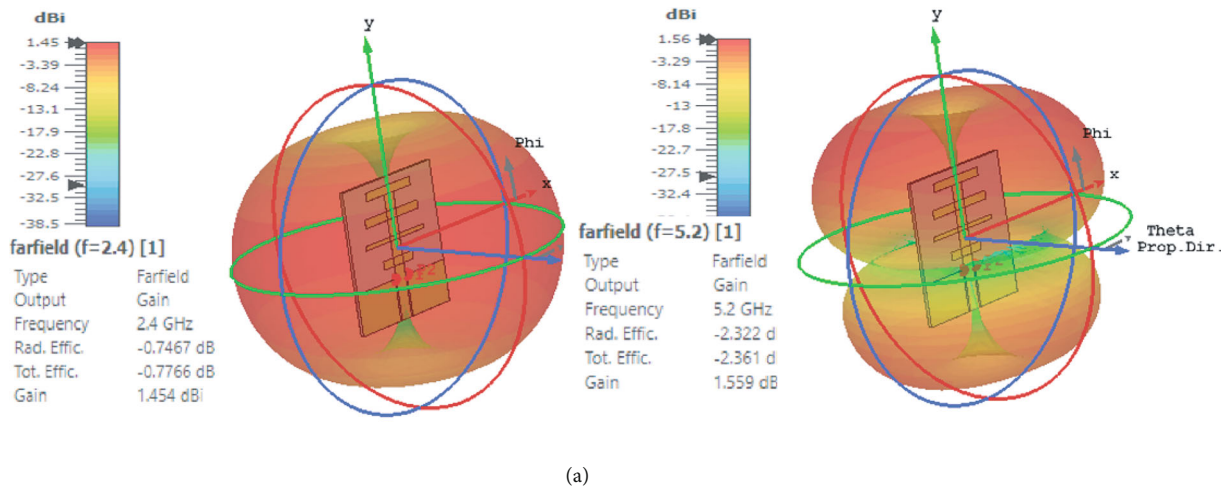 dBi
1.45
-3.39
-8.24
-13.1
-17.9
-22.8
-27.6
-32.5
-38.5
farfield (f=2.4) [1]
Type Farfield
Output Gain
Frequency 2.4 GHz
Rad. Effic. -0.7467 dB
Tot. Effic. -0.7766 dB
Gain 1.454 dBi
y
Phi
x
z
dBi
1.56
-3.29
-8.14
-13
-17.8
-22.7
-27.5
-32.4
farfield (f=5.2) [1]
Type Farfield
Output Gain
Frequency 5.2 GHz
Rad. Effic. -2.322 d
Tot. Effic. -2.361 d
Gain 1.559 dB
y
Phi
x
Theta
Prop.Dir.
(a)